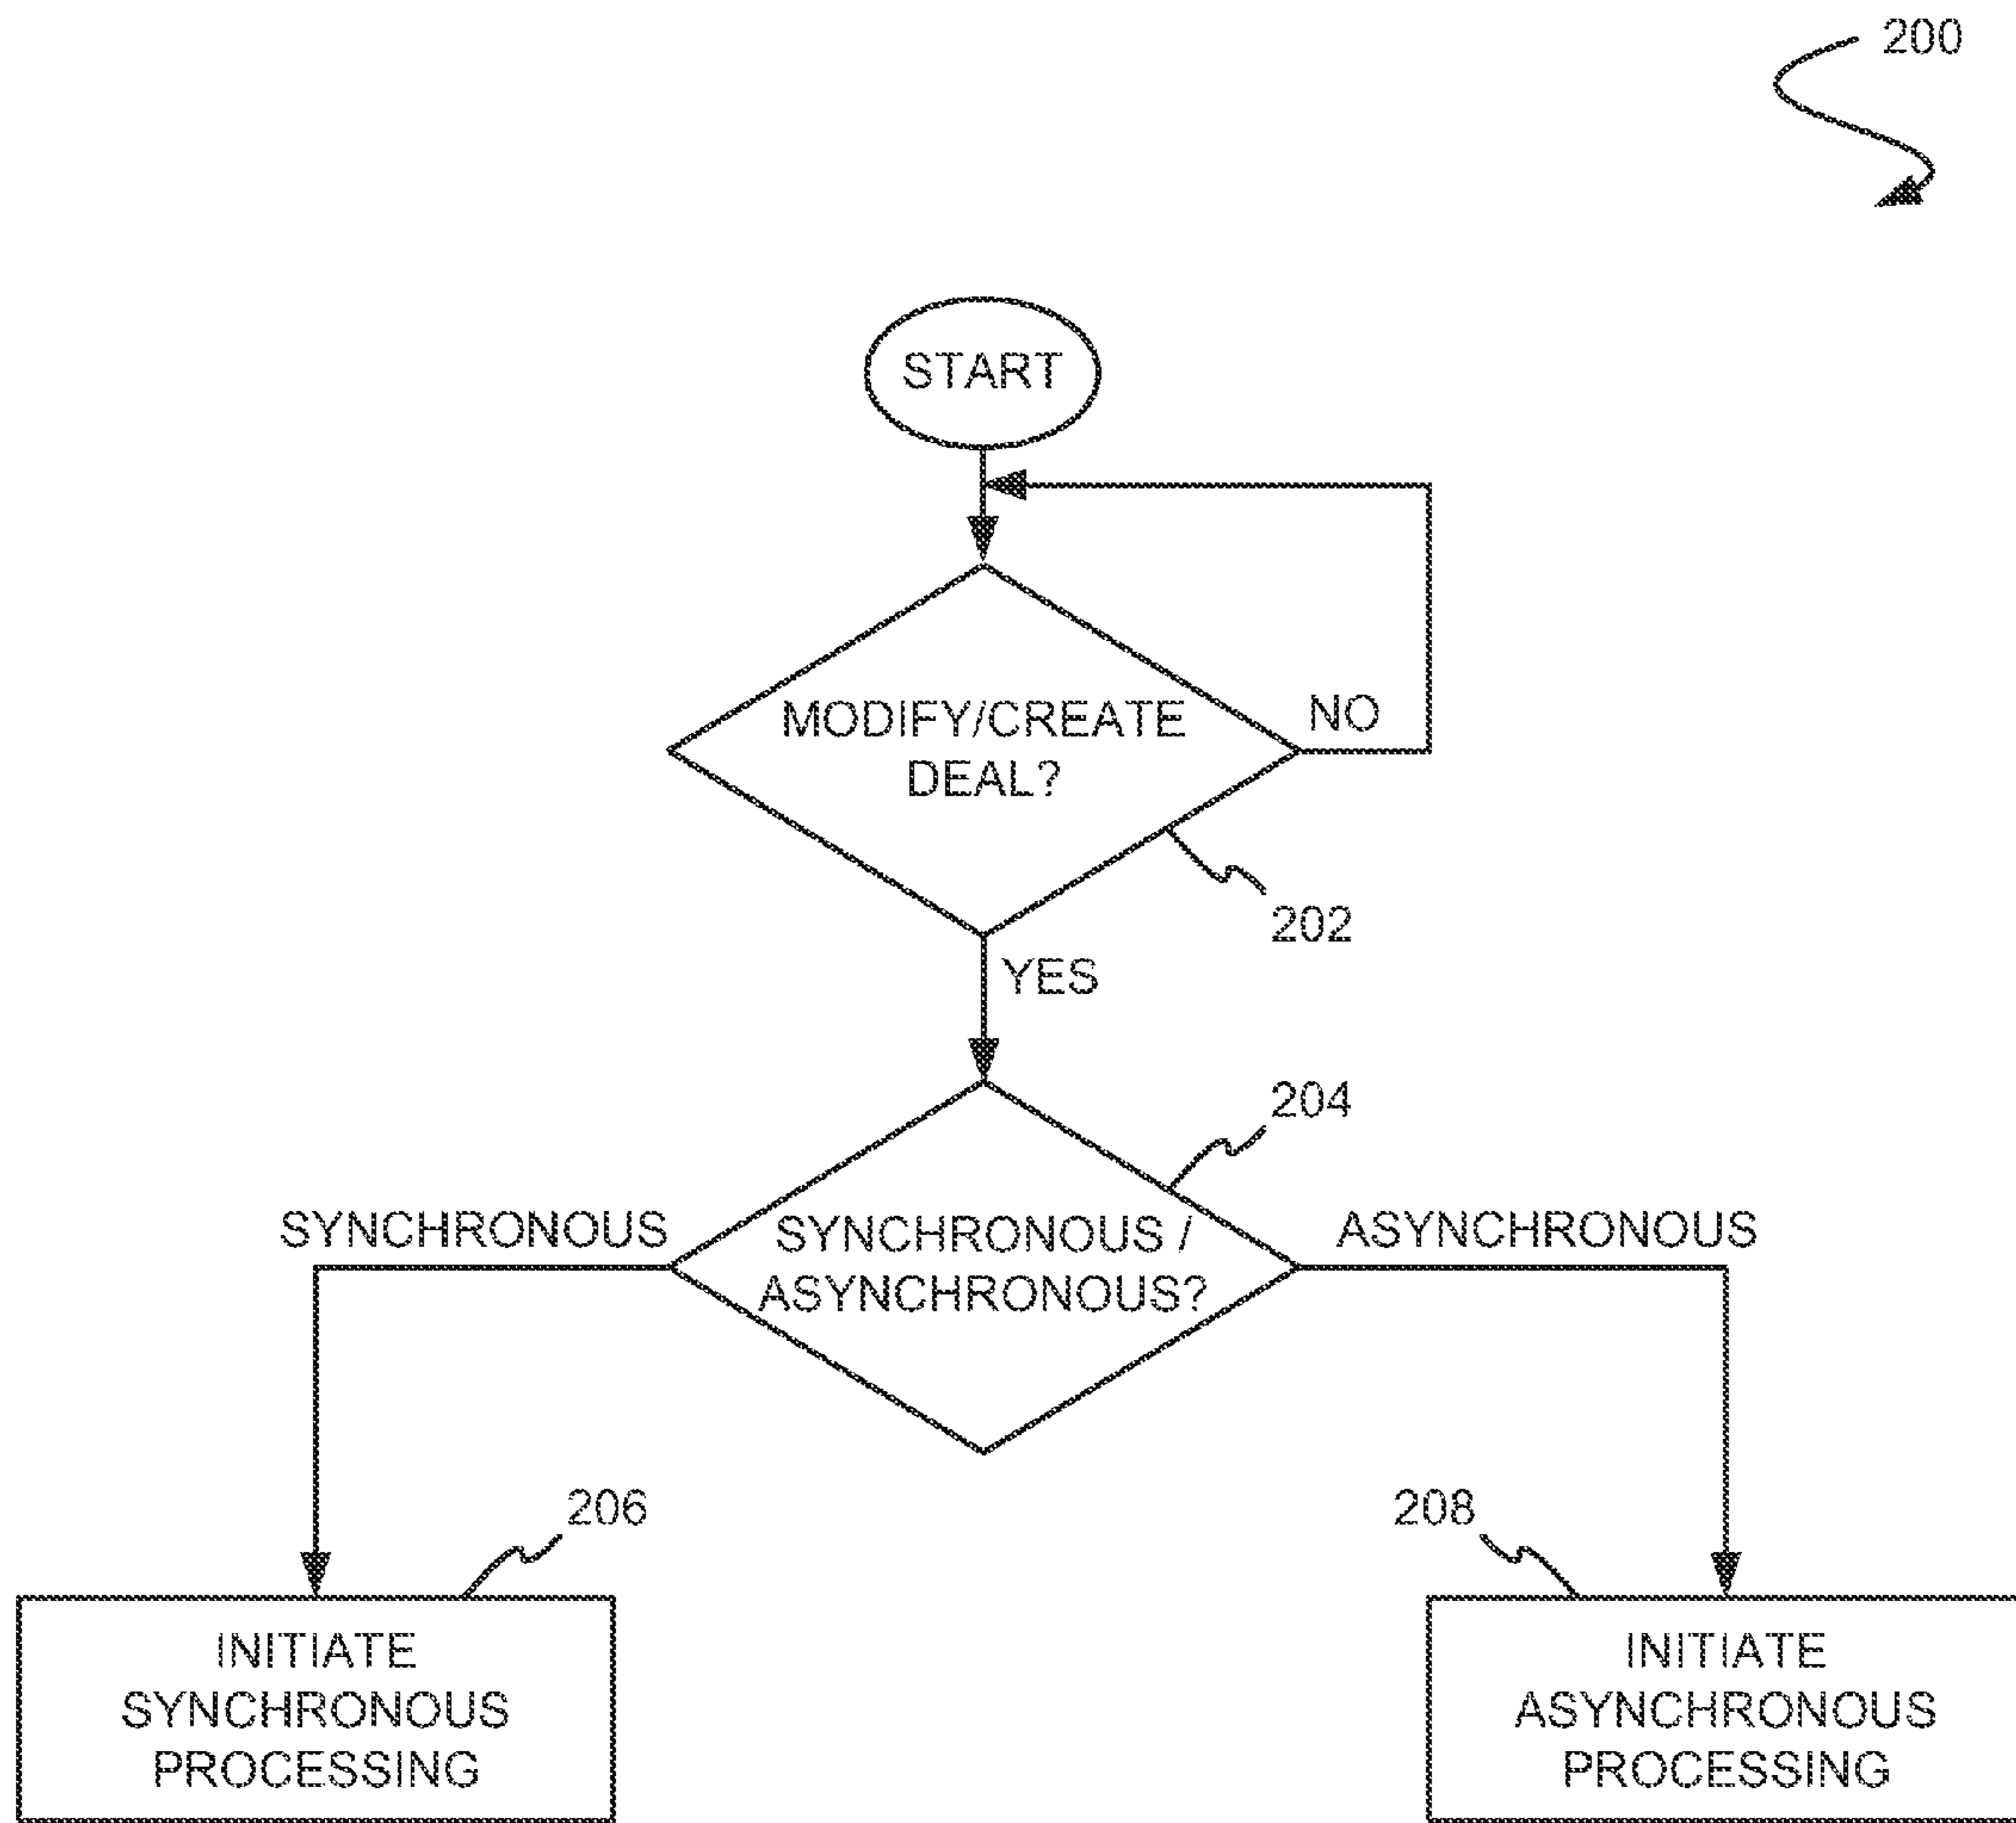 200
START
MODIFY/CREATE
DEAL?
NO
202
YES
204
SYNCHRONOUS
SYNCHRONOUS /
ASYNCHRONOUS?
ASYNCHRONOUS
206
208
INITIATE
SYNCHRONOUS
PROCESSING
INITIATE
ASYNCHRONOUS
PROCESSING